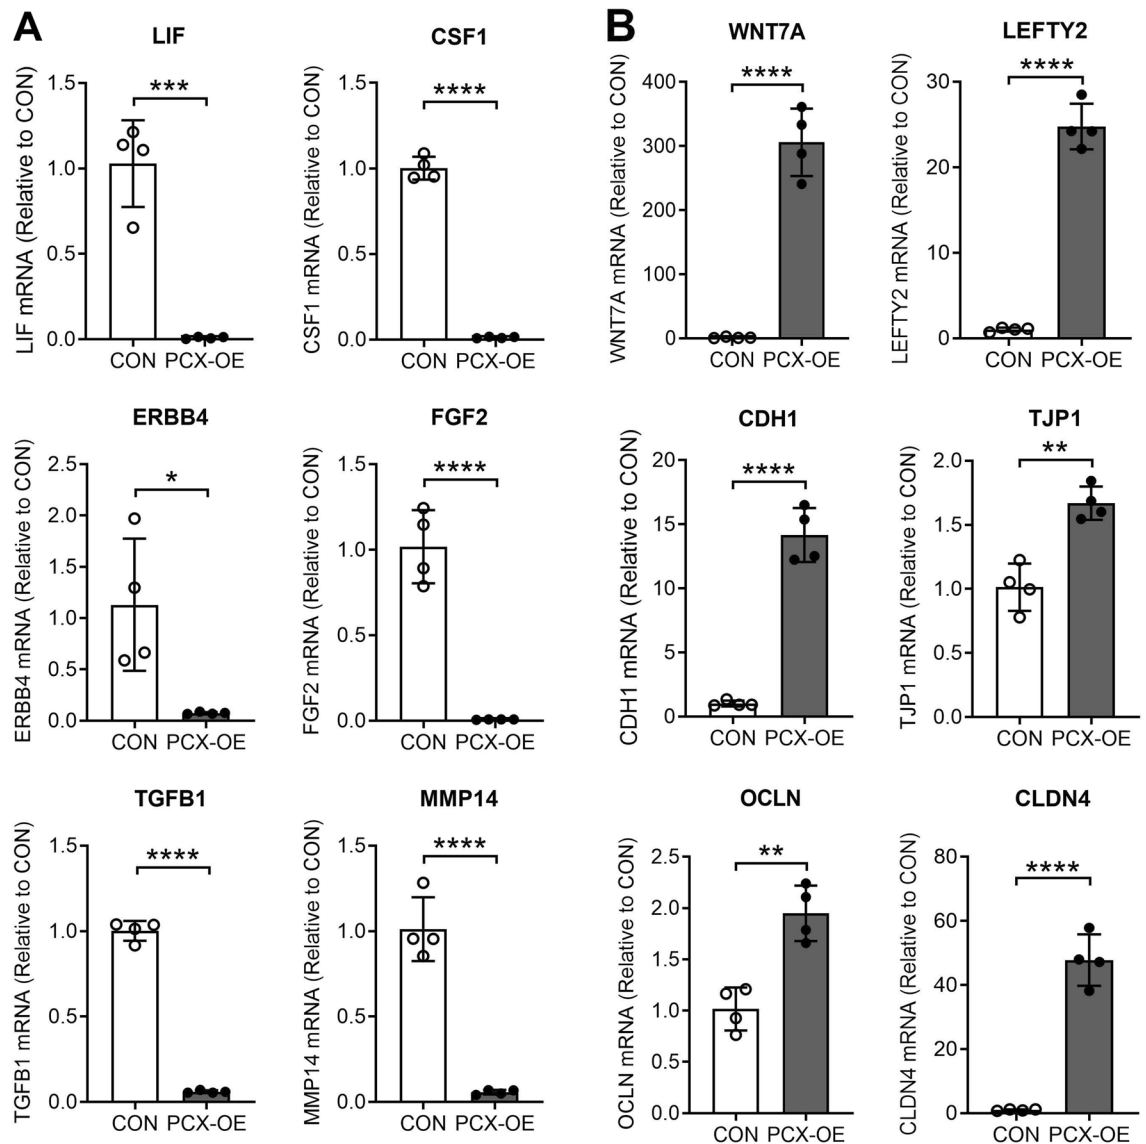 A
LIF
LIF mRNA (Relative to CON)
1.5
1.0
0.5
0.0
***
CON PCX-OE
CSF1
CSF1 mRNA (Relative to CON)
1.5
1.0
0.5
0.0
****
CON PCX-OE
B
WNT7A
WNT7A mRNA (Relative to CON)
400
300
200
100
0
****
CON PCX-OE
LEFTY2
LEFTY2 mRNA (Relative to CON)
30
20
10
0
****
CON PCX-OE
ERBB4
ERBB4 mRNA (Relative to CON)
2.5
2.0
1.5
1.0
0.5
0.0
*
CON PCX-OE
FGF2
FGF2 mRNA (Relative to CON)
1.5
1.0
0.5
0.0
****
CON PCX-OE
CDH1
CDH1 mRNA (Relative to CON)
20
15
10
5
0
****
CON PCX-OE
TJP1
TJP1 mRNA (Relative to CON)
2.0
1.5
1.0
0.5
0.0
**
CON PCX-OE
TGFB1
TGFB1 mRNA (Relative to CON)
1.5
1.0
0.5
0.0
****
CON PCX-OE
MMP14
MMP14 mRNA (Relative to CON)
1.5
1.0
0.5
0.0
****
CON PCX-OE
OCLN
OCLN mRNA (Relative to CON)
2.5
2.0
1.5
1.0
0.5
0.0
**
CON PCX-OE
CLDN4
CLDN4 mRNA (Relative to CON)
80
60
40
20
0
****
CON PCX-OE